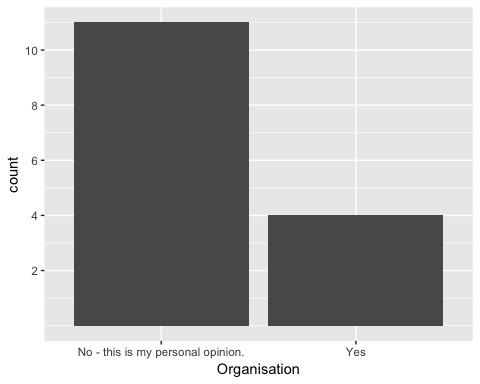 10
8
6
4
2
count
No - this is my personal opinion.
Yes
Organisation